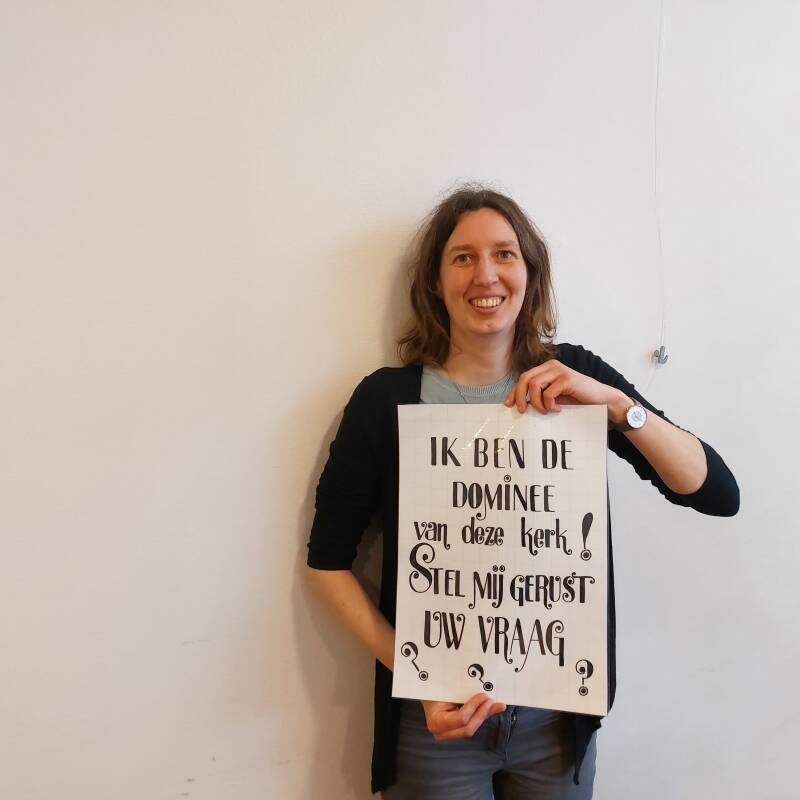 IK BEN DE
DOMINEE
van deze kerk!
STEL MIJ GERUST
UW VRAAG
? ? ?